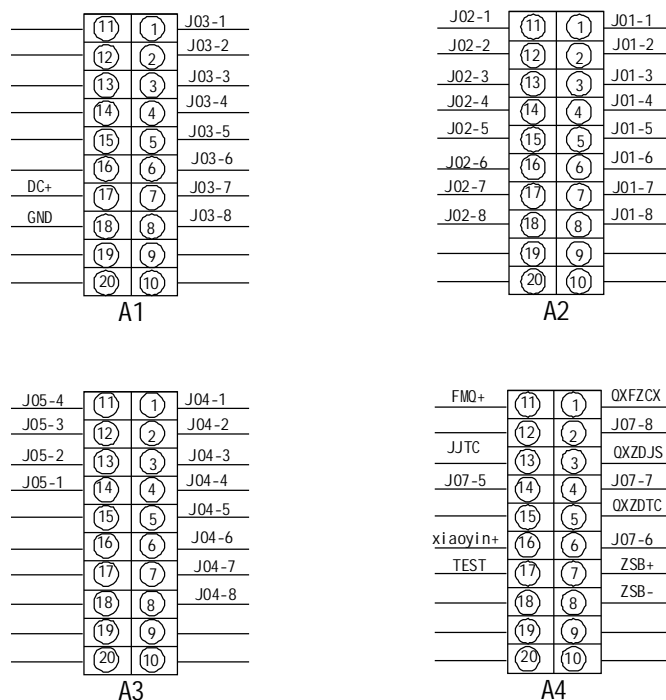 11 1 J03-1
12 2 J03-2
13 3 J03-3
14 4 J03-4
15 5 J03-5
16 6 J03-6
DC+ 17 7 J03-7
GND 18 8 J03-8
19 9
20 10
A1
J02-1 11 1 J01-1
J02-2 12 2 J01-2
J02-3 13 3 J01-3
J02-4 14 4 J01-4
J02-5 15 5 J01-5
J02-6 16 6 J01-6
J02-7 17 7 J01-7
J02-8 18 8 J01-8
19 9
20 10
A2
J05-4 11 1 J04-1
J05-3 12 2 J04-2
J05-2 13 3 J04-3
J05-1 14 4 J04-4
15 5 J04-5
16 6 J04-6
17 7 J04-7
18 8 J04-8
19 9
20 10
A3
FMQ+ 11 1 QXFZCX
12 2 J07-8
JJTC 13 3 QXZDJS
J07-5 14 4 J07-7
15 5 QXZDTC
xiaoyin+ 16 6 J07-6
TEST 17 7 ZSB+
18 8 ZSB-
19 9
20 10
A4